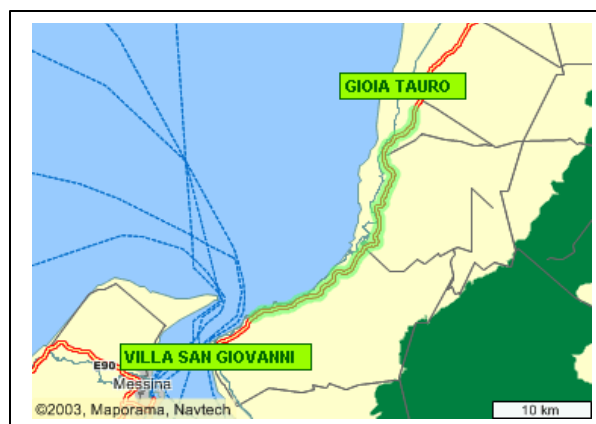 GIOIA TAURO
VILLA SAN GIOVANNI
E90
Messina
©2003, Maporama, Navtech
10 km